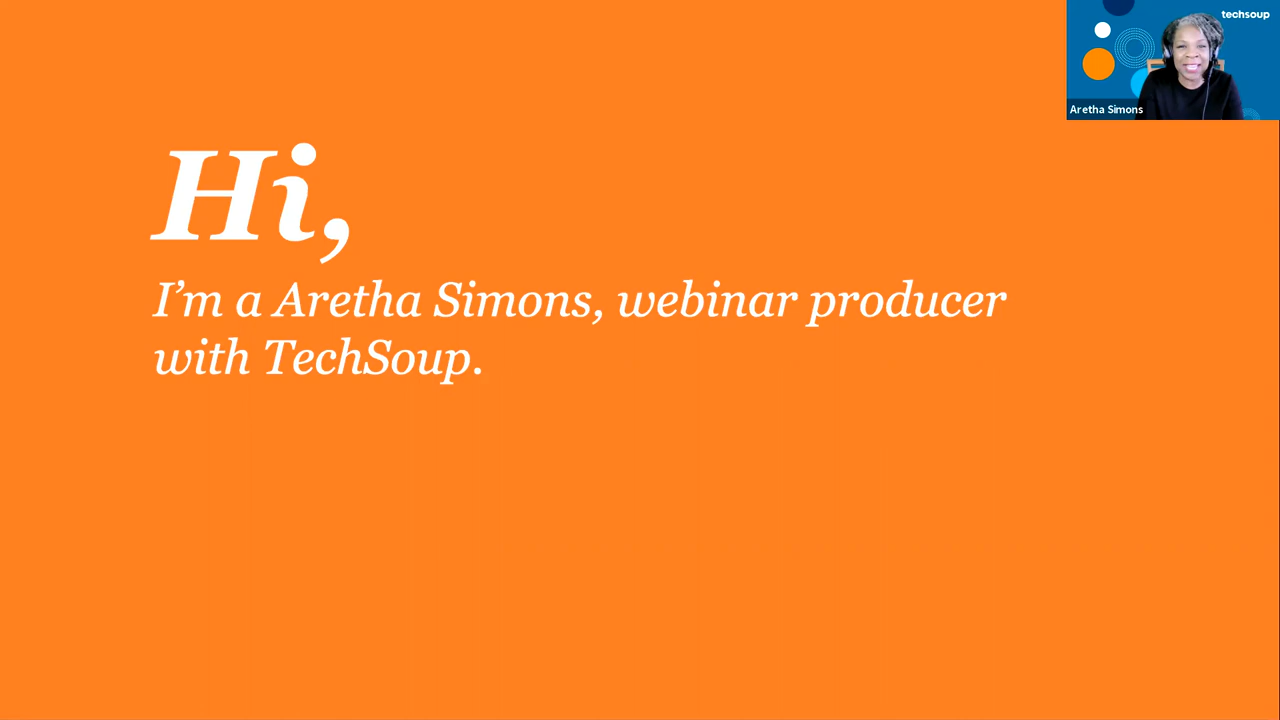 techsoup
Aretha Simons
Hi,
I’m a Aretha Simons, webinar producer
with TechSoup.